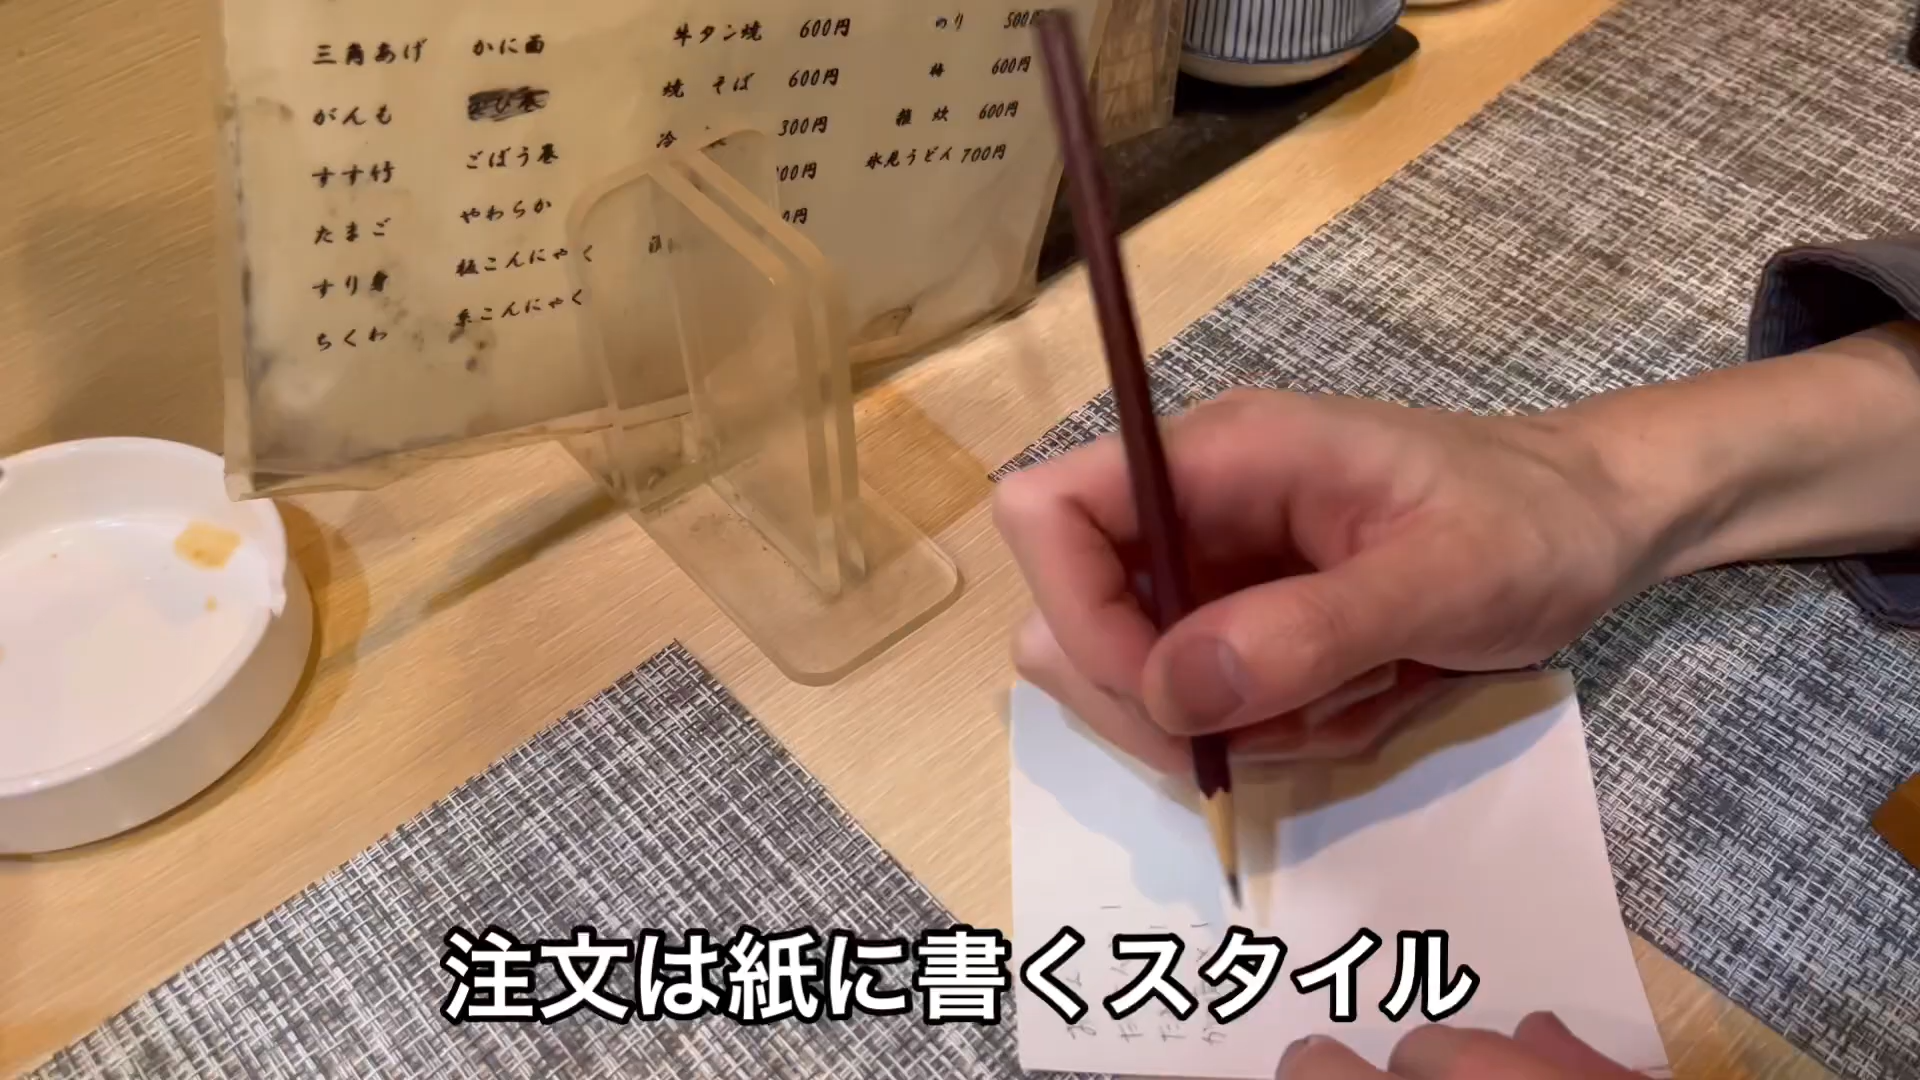 三角あげ
がんも
すす竹
たまご
すり身
ちくわ
かに面
ごぼう巻
やわらか
板こんにゃく
糸こんにゃく
牛タン焼 600円
焼そば 600円
300円
のり 500円
梅 600円
雑炊 600円
氷見うどん 700円
注文は紙に書くスタイル